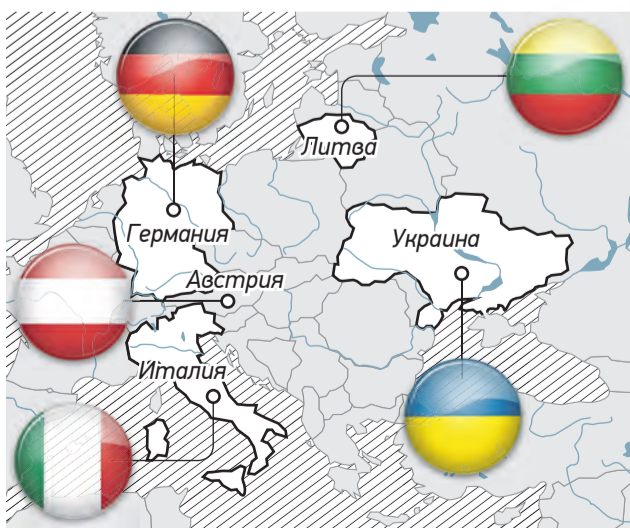 Литва
Германия
Украина
Австрия
Италия